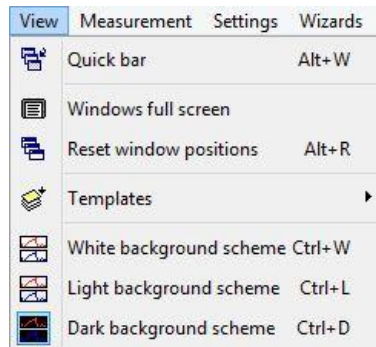 View Measurement Settings Wizards
Quick bar Alt+W
Windows full screen
Reset window positions Alt+R
Templates
White background scheme Ctrl+W
Light background scheme Ctrl+L
Dark background scheme Ctrl+D